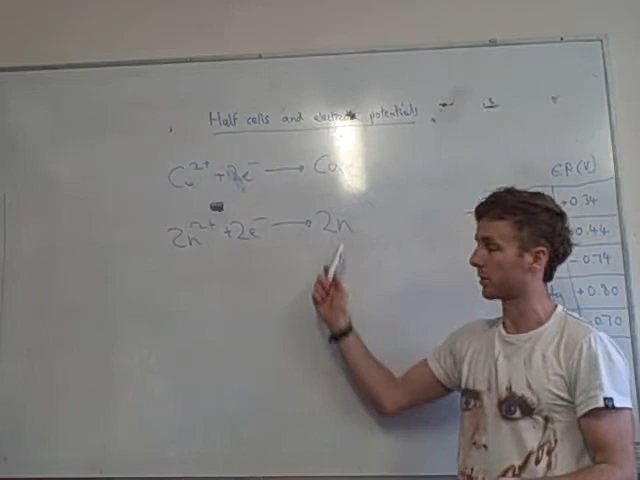 Half cells and electrode potentials
Cu²⁺ + 2e⁻ → Cu
Zn²⁺ + 2e⁻ → Zn
EP(V)
+0.34
0.44
-0.74
+0.80
-0.70